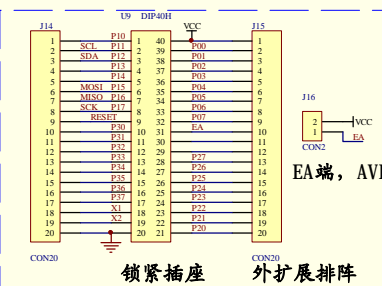 U9 DIP40H
J14 VCC J15
1 P10 1 40 1
2 SCL P11 2 39 P00 2
3 SDA P12 3 38 P01 3
4 P13 4 37 P02 4
5 P14 5 36 P03 5
6 MOSI P15 6 35 P04 6
7 MISO P16 7 34 P05 7
8 SCK P17 8 33 P06 8
9 RESET 9 32 P07 9
10 P30 10 31 EA 10
11 P31 11 30 11
12 P32 12 29 12
13 P33 13 28 P27 13
14 P34 14 27 P26 14
15 P35 15 26 P25 15
16 P36 16 25 P24 16
17 P37 17 24 P23 17
18 X1 18 23 P22 18
19 X2 19 22 P21 19
20 20 21 P20 20
CON20
CON20
J16
2 VCC
1 EA
CON2
EA端，AV
锁紧插座
外扩展排阵